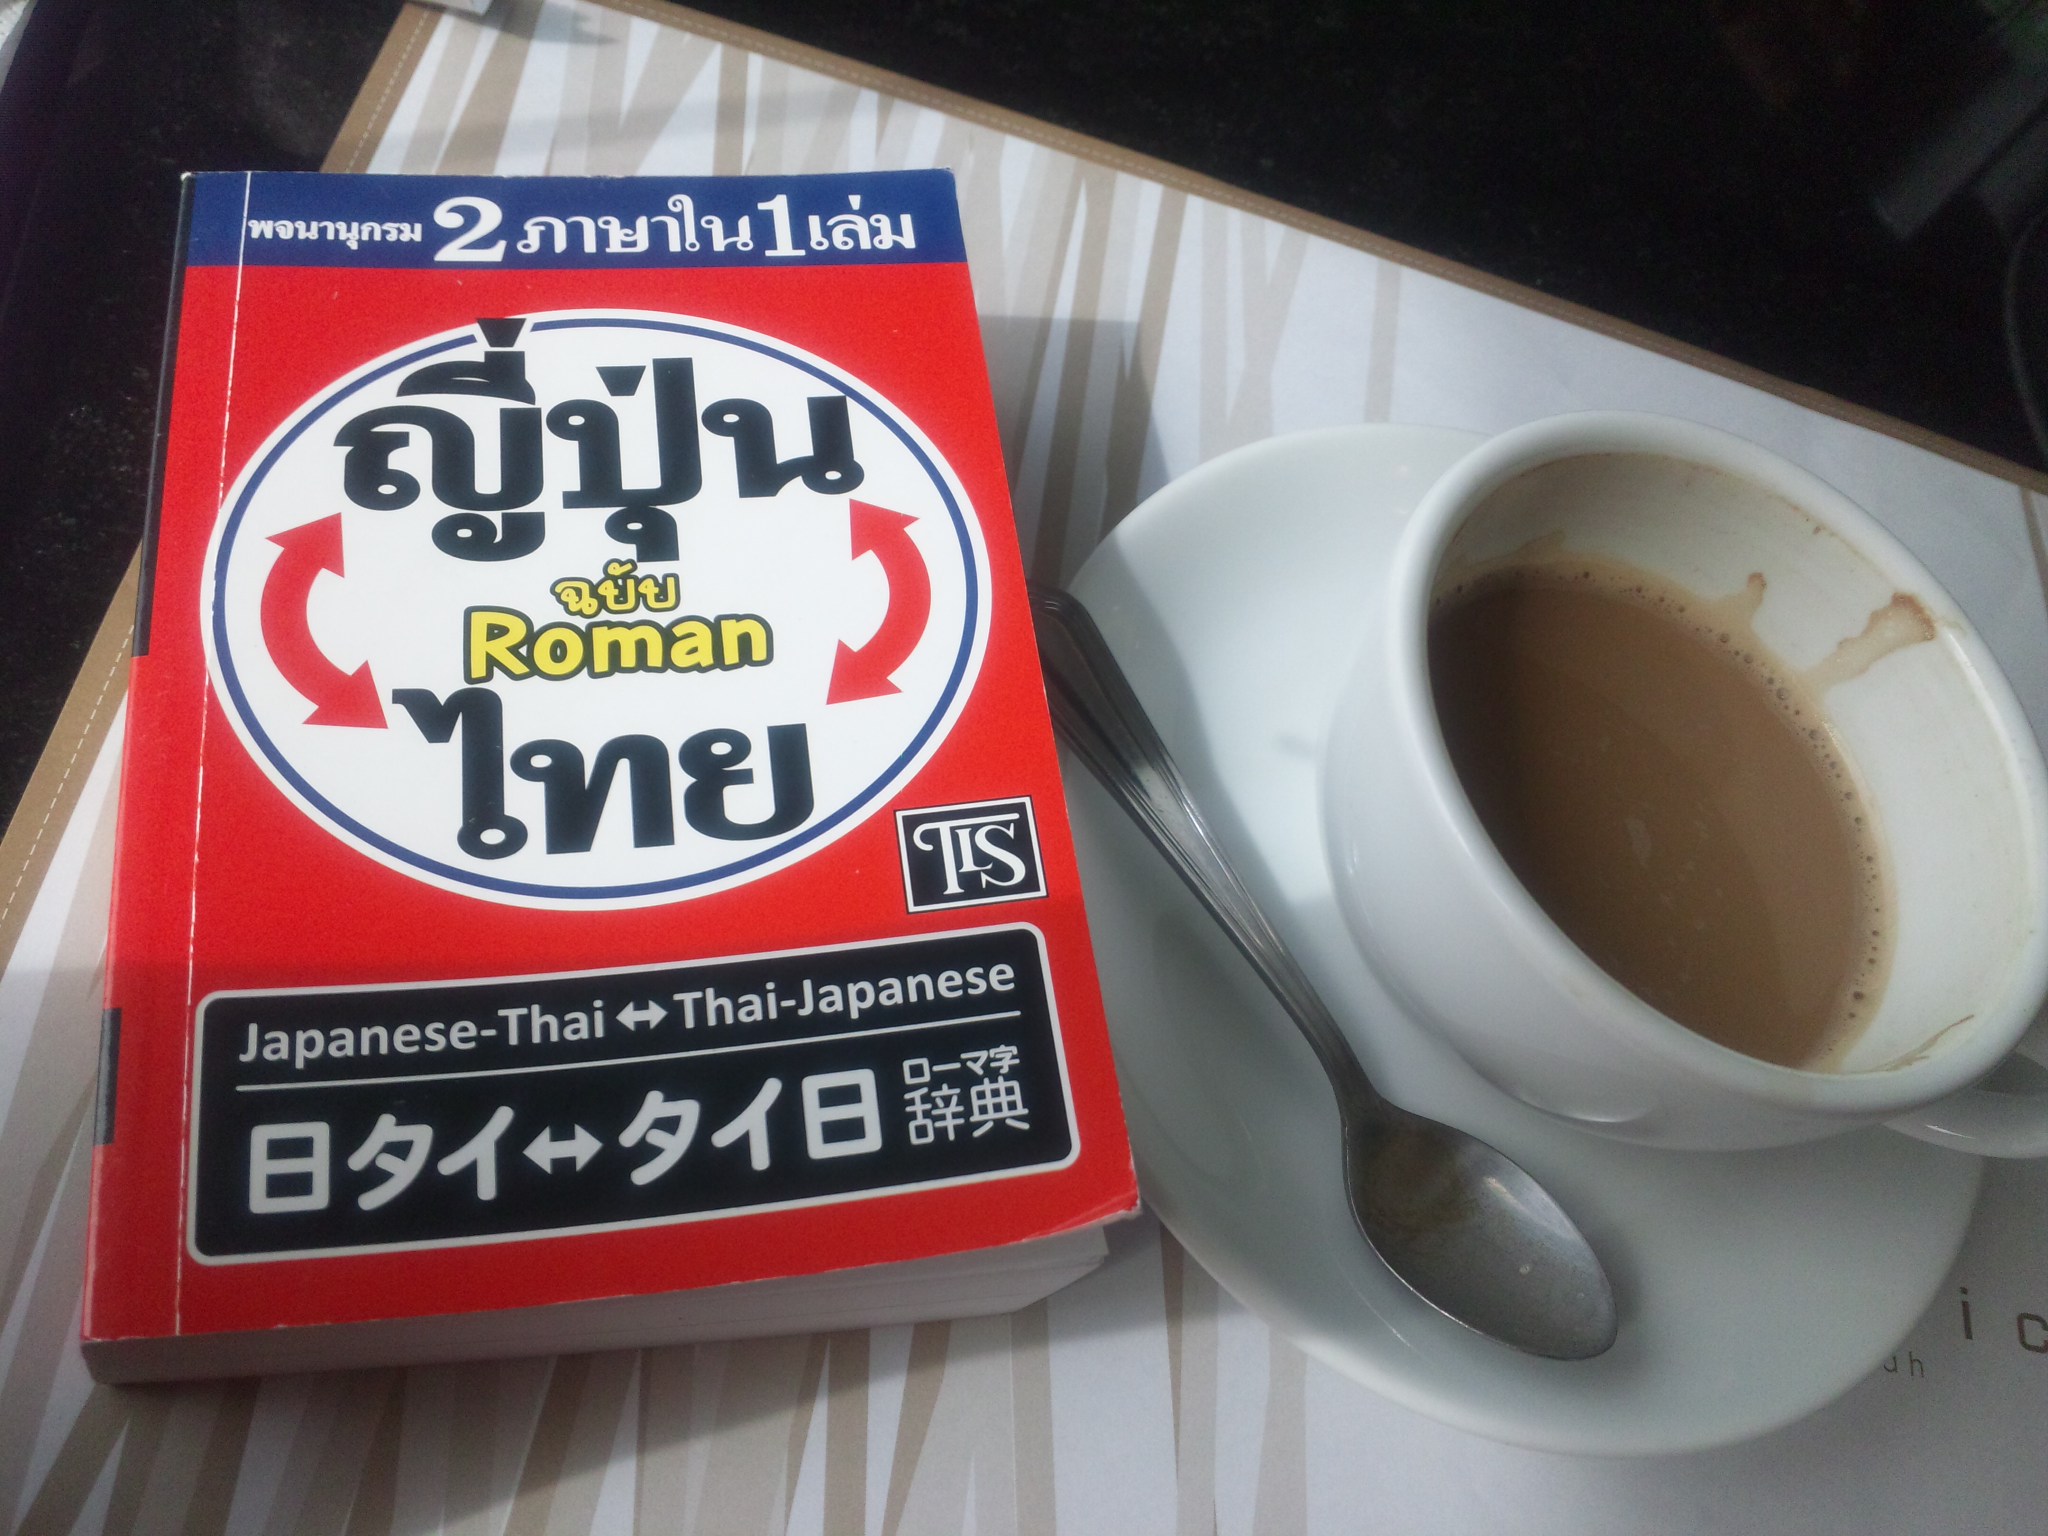 พจนานุกรม 2 ภาษาใน 1 เล่ม
ญี่ปุ่น
ฉบับ
Roman
ไทย
TLS
Japanese-Thai ↔ Thai-Japanese
日タイ↔タイ日 ローマ字
辞典